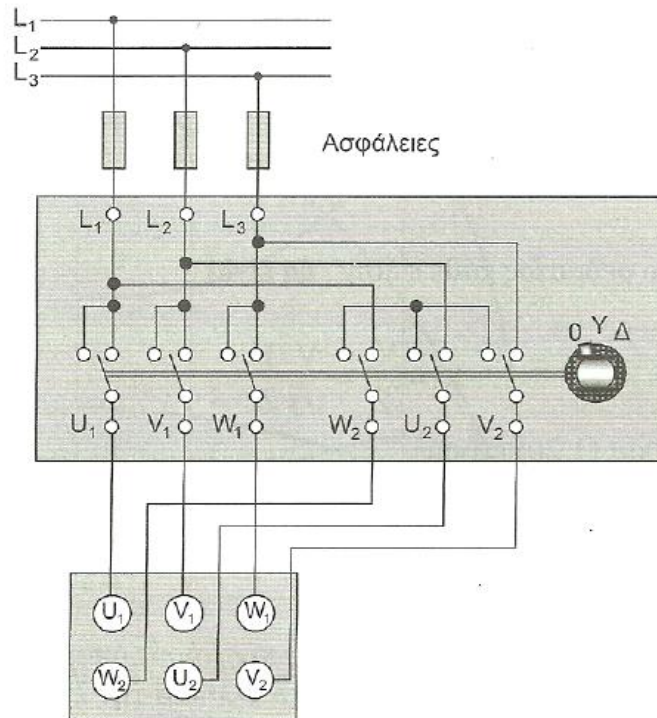 L₁
L₂
L₃
Ασφάλειες
L₁ L₂ L₃
0 Υ Δ
U₁ V₁ W₁ W₂ U₂ V₂
U₁ V₁ W₁
W₂ U₂ V₂